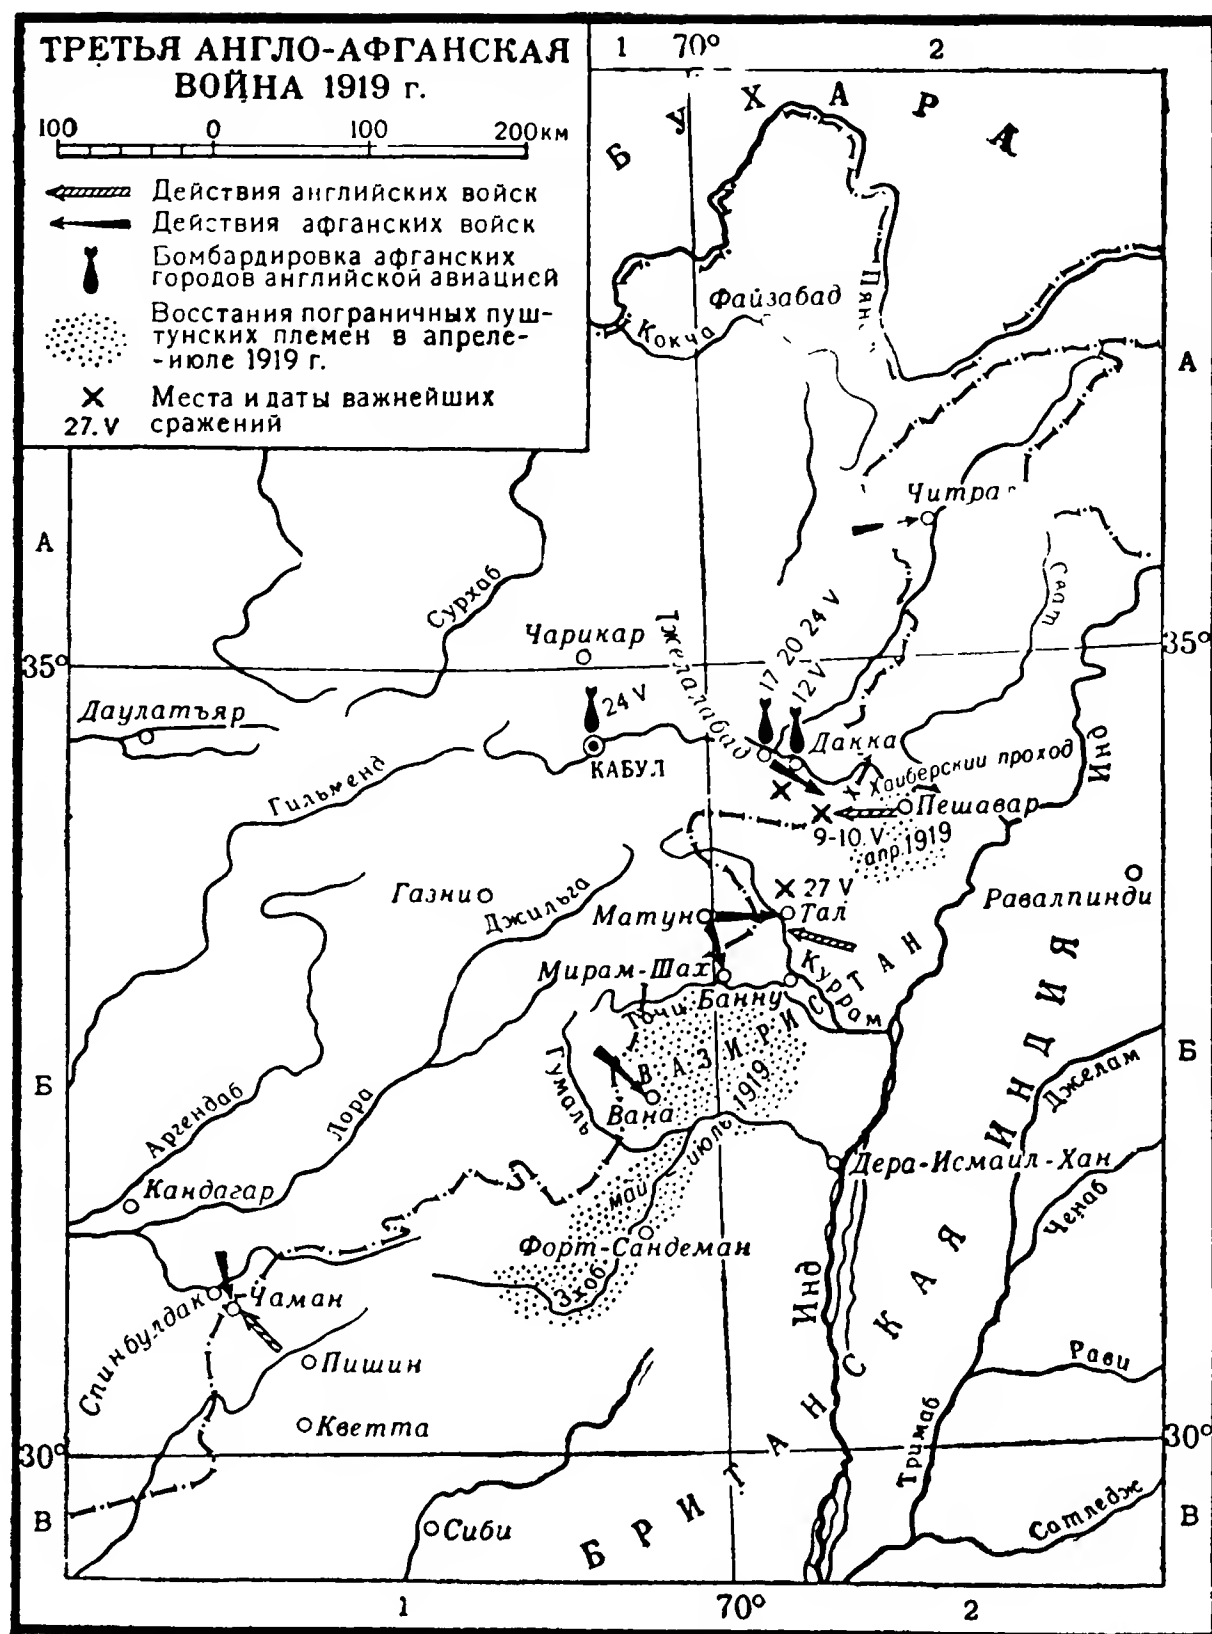 ТРЕТЬЯ АНГЛО-АФГАНСКАЯ
ВОЙНА 1919 г.
100 0 100 200км
Действия английских войск
Действия афганских войск
Бомбардировка афганских
городов английской авиацией
Восстания пограничных пуш-
тунских племен в апреле-
-июле 1919 г.
Места и даты важнейших
27.V сражений
1 70° 2
БУХАРА
Файзабад
Кокча
Пяндж
А
Читрал
А
Сват
Сурхаб
Чарикар
Джелалабад
17 20 24 V
12 V
35°
35°
Даулатъяр
24 V
КАБУЛ
Дакка
Хайберский проход
Инд
Гильменд
Пешавар
9-10.V
апр.1919
27 V
Газни
Джильга
Матун
Тал
Равалпинди
Мирам-Шах
Банну
Куррам
Точи
ВАЗИРИСТАН
Гумаль
Вана
май июль 1919
Б
Б
Джелам
Аргендаб
Лора
Кандагар
Дера-Исмаил-Хан
Ченаб
Форт-Сандеман
Зхоб
Инд
Спинбулдак
Чаман
Пишин
Рави
Кветта
Тримаб
30°
30°
БРИТАНСКАЯ ИНДИЯ
Сиби
Сатледж
В
В
1 70° 2